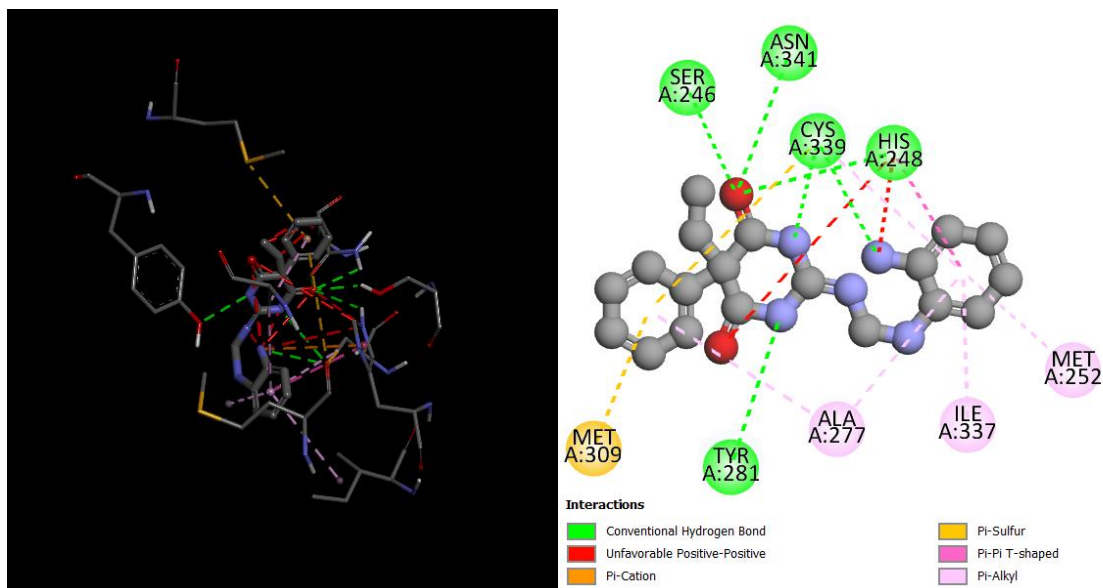 ASN
A:341
SER
A:246
CYS
A:339
HIS
A:248
MET
A:252
ILE
A:337
ALA
A:277
MET
A:309
TYR
A:281
Interactions
Conventional Hydrogen Bond
Unfavorable Positive-Positive
Pi-Cation
Pi-Sulfur
Pi-Pi T-shaped
Pi-Alkyl